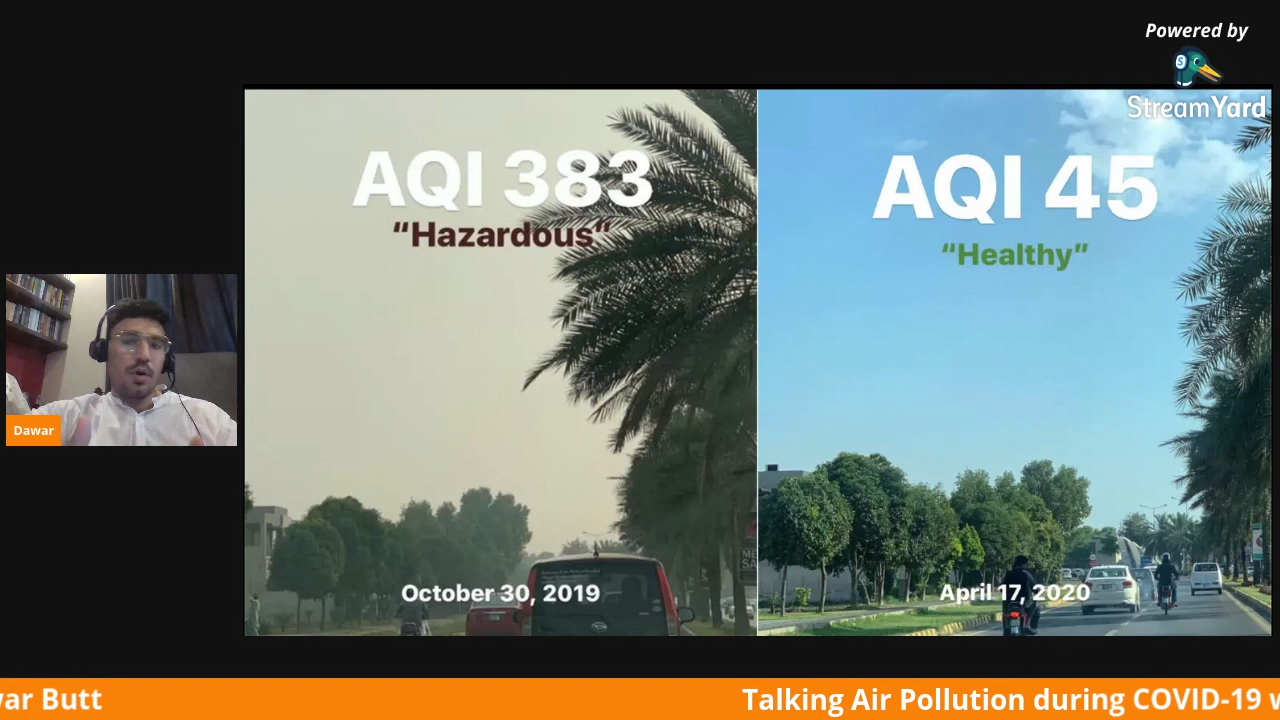 Powered by
StreamYard
AQI 383
“Hazardous“
October 30, 2019
AQI 45
“Healthy”
April 17, 2020
Dawar
var Butt
Talking Air Pollution during COVID-19 w